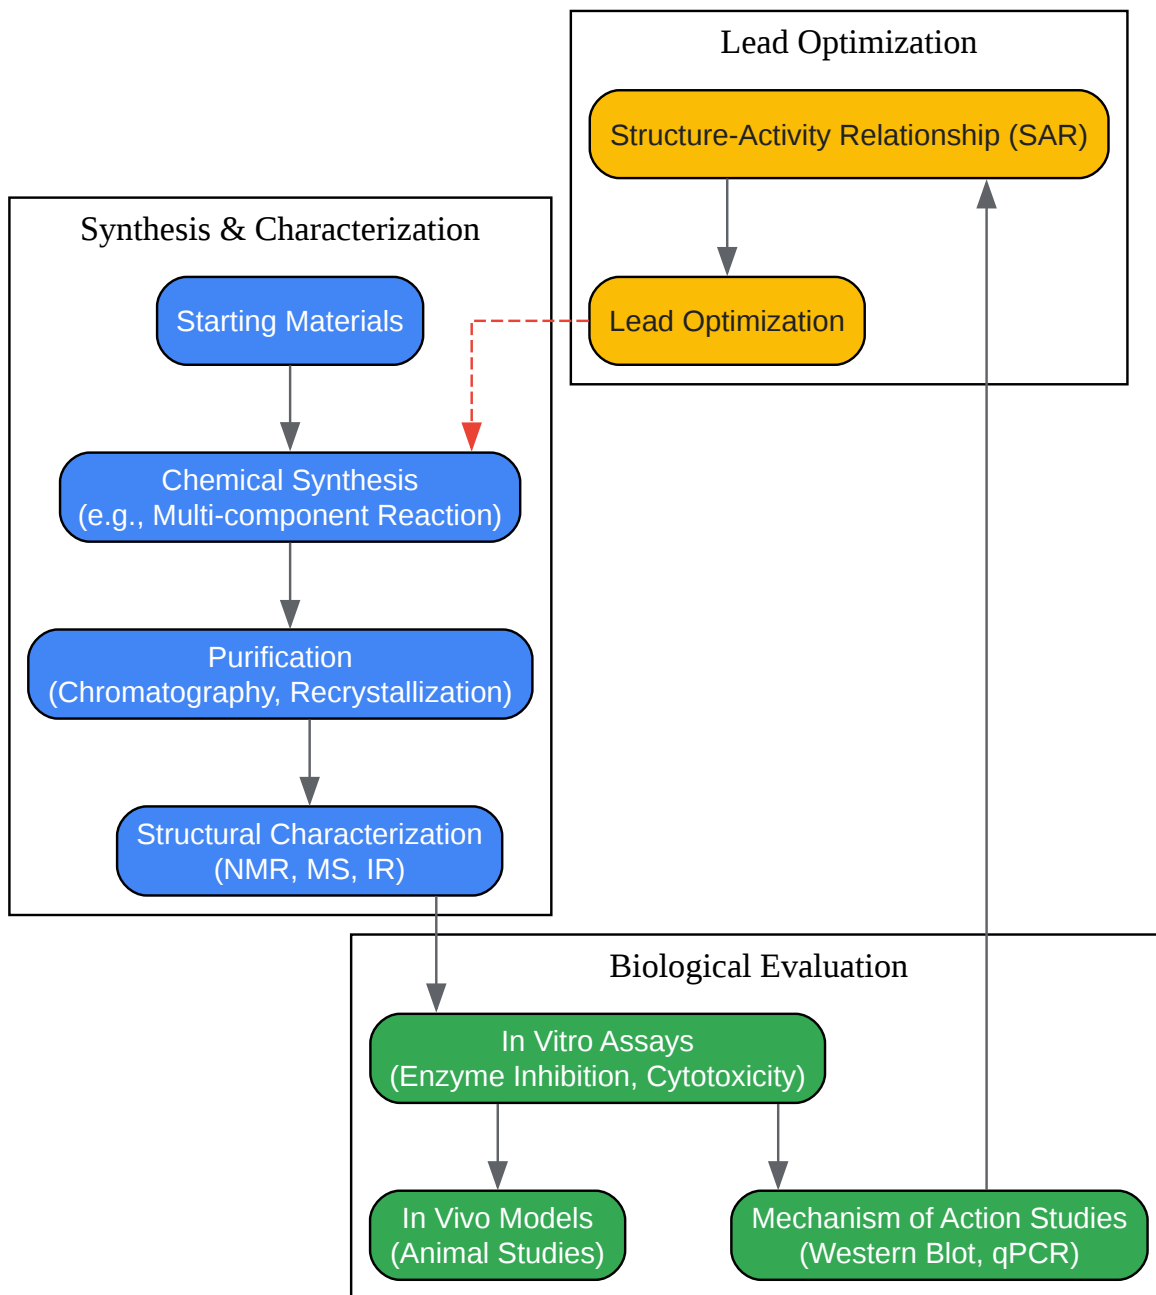 Lead Optimization
Structure-Activity Relationship (SAR)
Lead Optimization
Synthesis & Characterization
Starting Materials
Chemical Synthesis
(e.g., Multi-component Reaction)
Purification
(Chromatography, Recrystallization)
Structural Characterization
(NMR, MS, IR)
Biological Evaluation
In Vitro Assays
(Enzyme Inhibition, Cytotoxicity)
In Vivo Models
(Animal Studies)
Mechanism of Action Studies
(Western Blot, qPCR)